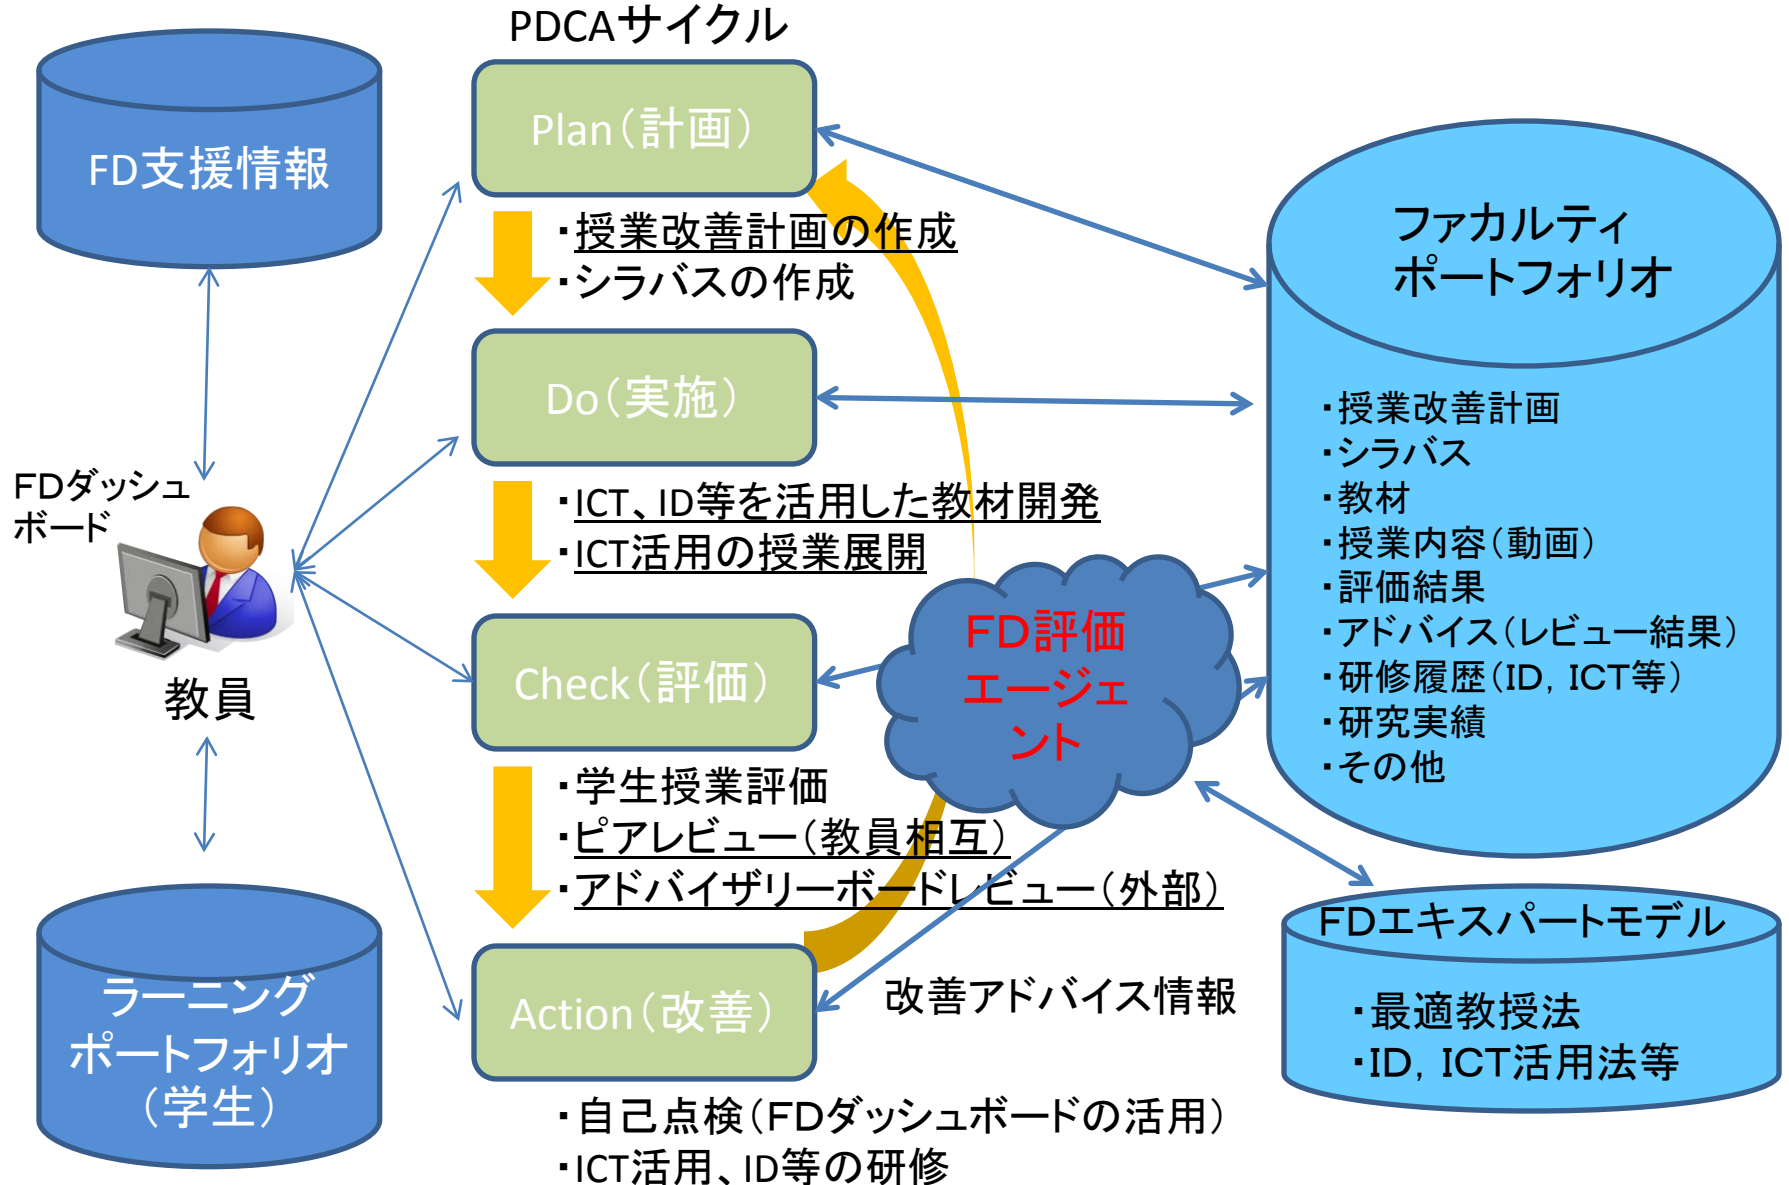 PDCAサイクル
FD支援情報
FDダッシュ
ボード
教員
ラーニング
ポートフォリオ
（学生）
Plan（計画）
・授業改善計画の作成
・シラバスの作成
Do（実施）
・ICT、ID等を活用した教材開発
・ICT活用の授業展開
Check（評価）
・学生授業評価
・ピアレビュー（教員相互）
・アドバイザリーボードレビュー（外部）
Action（改善）
・自己点検（FDダッシュボードの活用）
・ICT活用、ID等の研修
FD評価
エージェ
ント
改善アドバイス情報
ファカルティ
ポートフォリオ
・授業改善計画
・シラバス
・教材
・授業内容（動画）
・評価結果
・アドバイス（レビュー結果）
・研修履歴（ID，ICT等）
・研究実績
・その他
FDエキスパートモデル
・最適教授法
・ID，ICT活用法等